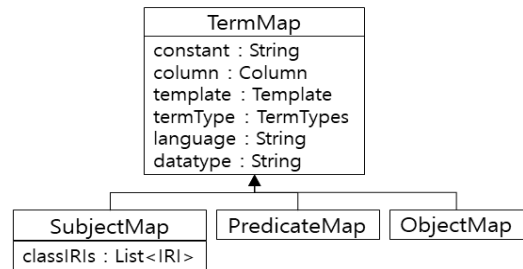 TermMap
constant : String
column : Column
template : Template
termType : TermTypes
language : String
datatype : String
SubjectMap
PredicateMap
ObjectMap
classIRIs : List<IRI>